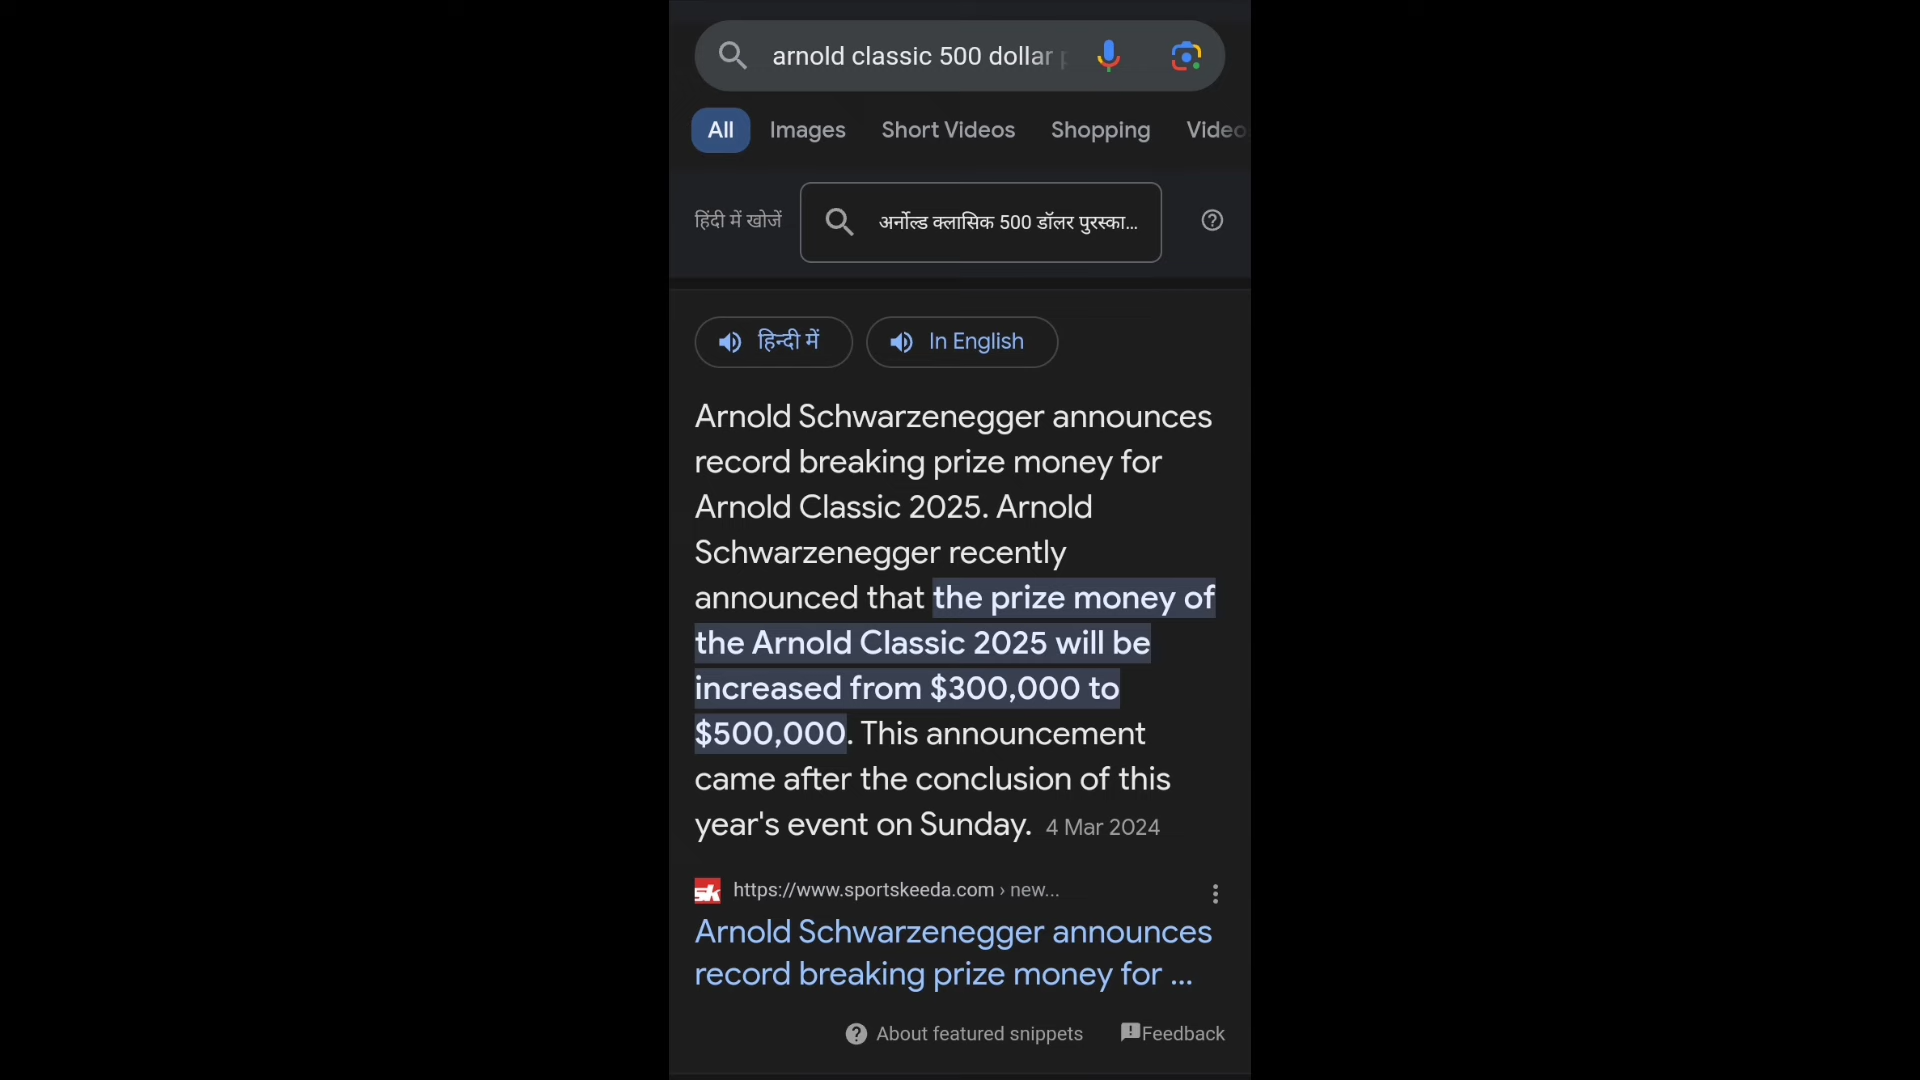 arnold classic 500 dollar
All Images Short Videos Shopping Video
हिंदी में खोजें अर्नोल्ड क्लासिक 500 डॉलर पुरस्का...
हिन्दी में In English
Arnold Schwarzenegger announces
record breaking prize money for
Arnold Classic 2025. Arnold
Schwarzenegger recently
announced that the prize money of
the Arnold Classic 2025 will be
increased from $300,000 to
$500,000. This announcement
came after the conclusion of this
year's event on Sunday. 4 Mar 2024
sk https://www.sportskeeda.com › new...
Arnold Schwarzenegger announces
record breaking prize money for ...
About featured snippets Feedback